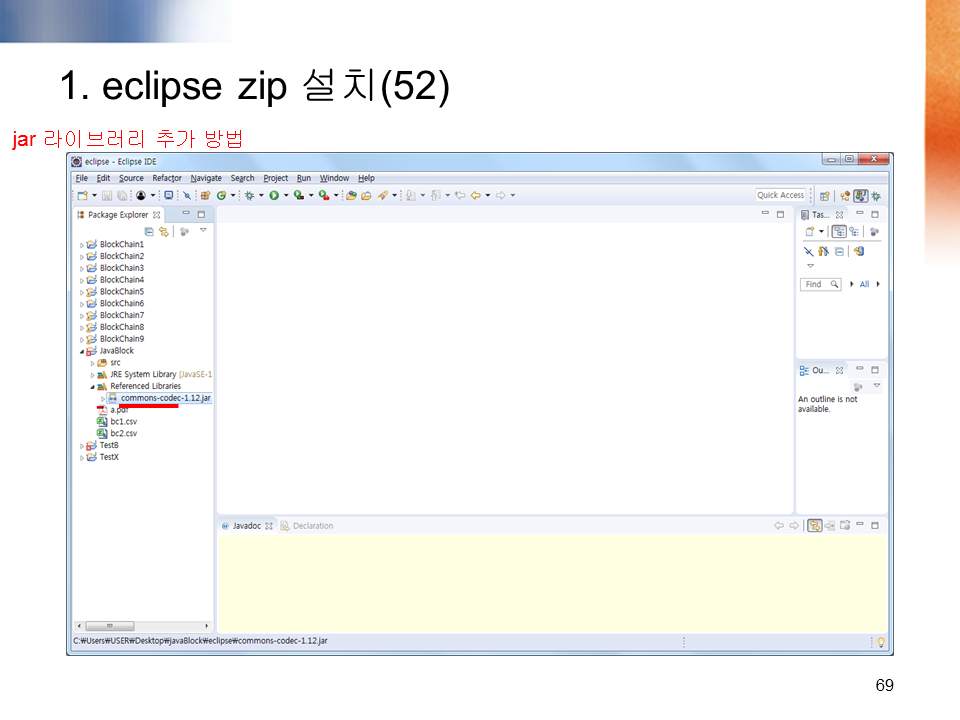 1. eclipse zip 설치(52)
jar 라이브러리 추가 방법
eclipse - Eclipse IDE
File Edit Source Refactor Navigate Search Project Run Window Help
Quick Access
Package Explorer
Tas...
BlockChain1
BlockChain2
BlockChain3
BlockChain4
BlockChain5
BlockChain6
BlockChain7
BlockChain8
BlockChain9
JavaBlock
src
JRE System Library [JavaSE-1
Referenced Libraries
commons-codec-1.12.jar
a.pdf
bc1.csv
bc2.csv
TestB
TestX
Find All
Ou...
An outline is not
available.
Javadoc Declaration
C:₩Users₩USER₩Desktop₩javaBlock₩eclipse₩commons-codec-1.12.jar
69